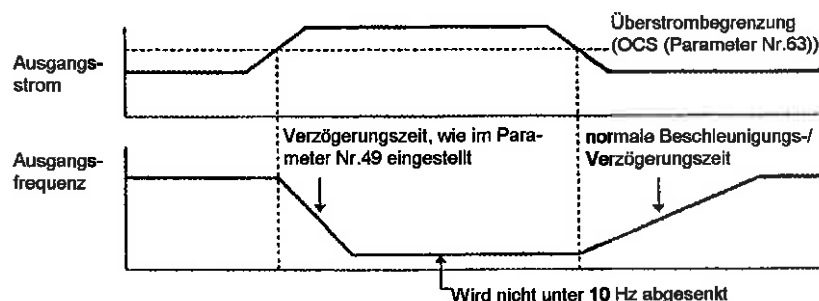 Überstrombegrenzung
(OCS (Parameter Nr.63))
Ausgangs-
strom
Verzögerungszeit, wie im Para-
meter Nr.49 eingestellt
normale Beschleunigungs-/
Verzögerungszeit
Ausgangs-
frequenz
Wird nicht unter 10 Hz abgesenkt